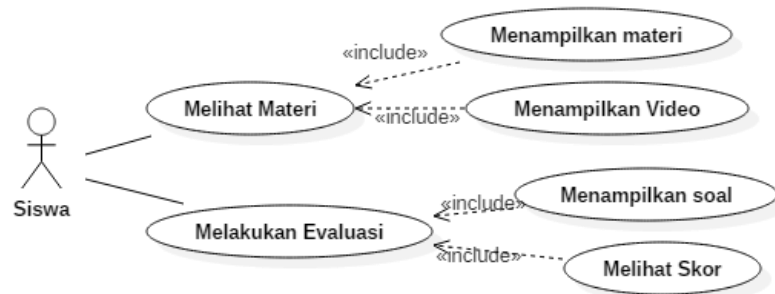 Menampilkan materi
«include»
Melihat Materi
Menampilkan Video
«include»
Siswa
Menampilkan soal
«include»
Melakukan Evaluasi
«include»
Melihat Skor